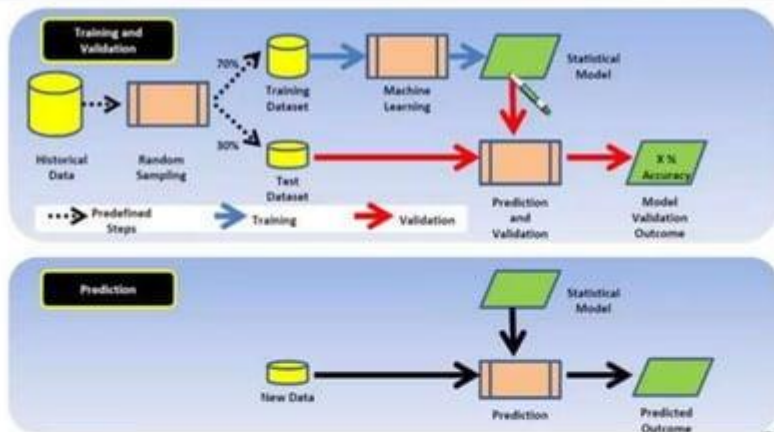 Training and
Validation
70%
30%
Historical
Data
Random
Sampling
Training
Dataset
Test
Dataset
Machine
Learning
Statistical
Model
Prediction
and
Validation
X %
Accuracy
Model
Validation
Outcome
Predefined
Steps
Training
Validation
Prediction
Statistical
Model
New Data
Prediction
Predicted
Outcome